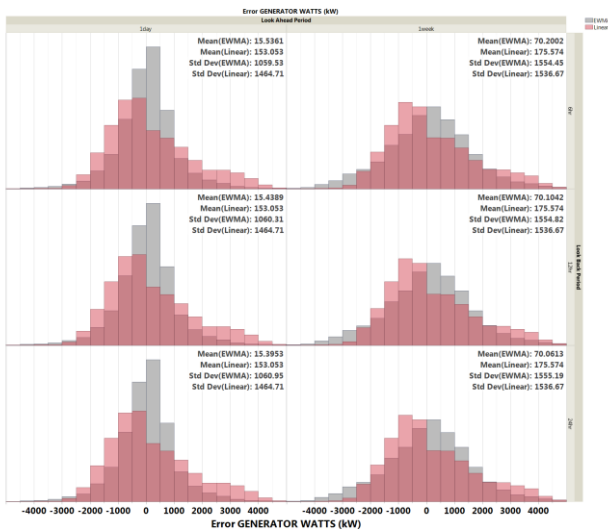 Error GENERATOR WATTS (kW)
Look Ahead Period
1day 1week
EWMA
Linear
Mean(EWMA): 15.5361
Mean(Linear): 153.053
Std Dev(EWMA): 1059.53
Std Dev(Linear): 1464.71
Mean(EWMA): 70.2002
Mean(Linear): 175.574
Std Dev(EWMA): 1554.45
Std Dev(Linear): 1536.67
6hr
Mean(EWMA): 15.4389
Mean(Linear): 153.053
Std Dev(EWMA): 1060.31
Std Dev(Linear): 1464.71
Mean(EWMA): 70.1042
Mean(Linear): 175.574
Std Dev(EWMA): 1554.82
Std Dev(Linear): 1536.67
12hr
Look Back Period
Mean(EWMA): 15.3953
Mean(Linear): 153.053
Std Dev(EWMA): 1060.95
Std Dev(Linear): 1464.71
Mean(EWMA): 70.0613
Mean(Linear): 175.574
Std Dev(EWMA): 1555.19
Std Dev(Linear): 1536.67
24hr
-4000 -3000 -2000 -1000 0 1000 2000 3000 4000 -4000 -3000 -2000 -1000 0 1000 2000 3000 4000
Error GENERATOR WATTS (kW)